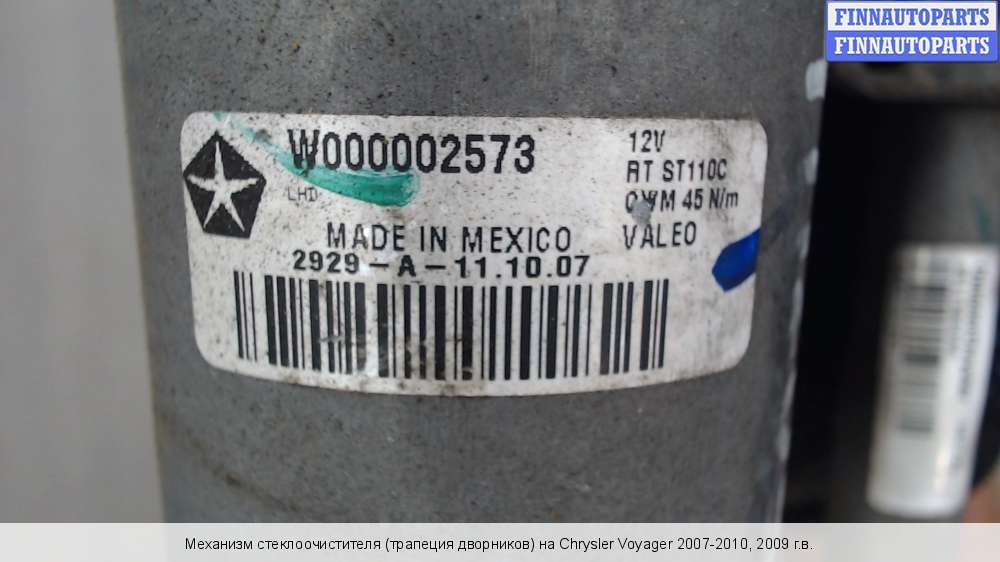 FINNAUTOPARTS
FINNAUTOPARTS
W000002573
12V
LHD
RT ST110C
45 N/m
MADE IN MEXICO
VALEO
2929-A-11.10.07
Механизм стеклоочистителя (трапеция дворников) на Chrysler Voyager 2007-2010, 2009 г.в.